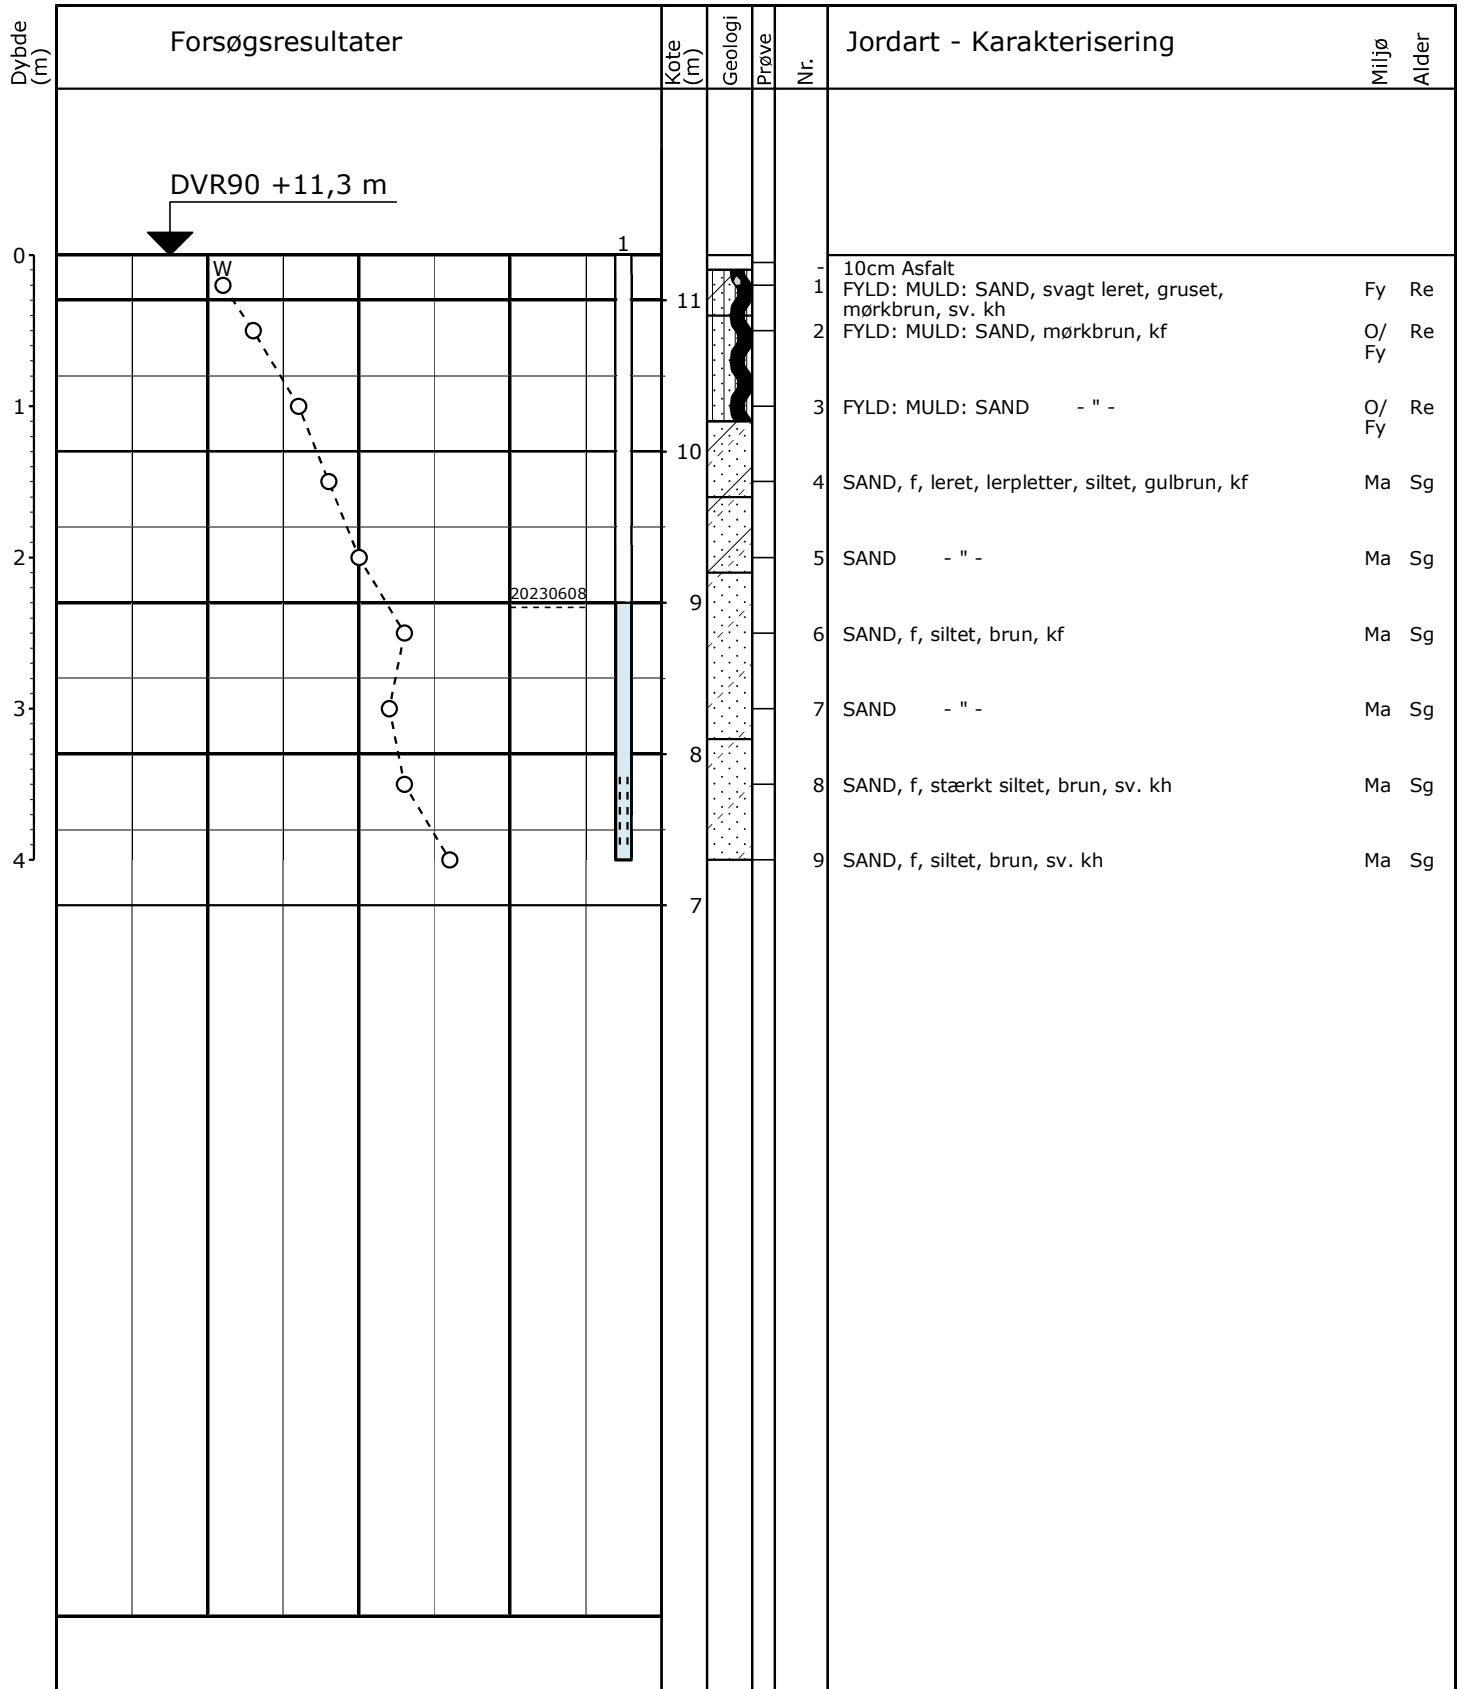 Dybde
(m)
Forsøgsresultater
Kote
(m)
Geologi
Prøve
Nr.
Jordart - Karakterisering
Miljø
Alder
DVR90 +11,3 m
1
0
W
- 10cm Asfalt
1 FYLD: MULD: SAND, svagt leret, gruset, Fy Re
mørkbrun, sv. kh
11
2 FYLD: MULD: SAND, mørkbrun, kf O/ Re
Fy
1
3 FYLD: MULD: SAND - " - O/ Re
Fy
10
4 SAND, f, leret, lerpletter, siltet, gulbrun, kf Ma Sg
2
5 SAND - " - Ma Sg
20230608
9
6 SAND, f, siltet, brun, kf Ma Sg
3
7 SAND - " - Ma Sg
8
8 SAND, f, stærkt siltet, brun, sv. kh Ma Sg
4
9 SAND, f, siltet, brun, sv. kh Ma Sg
7